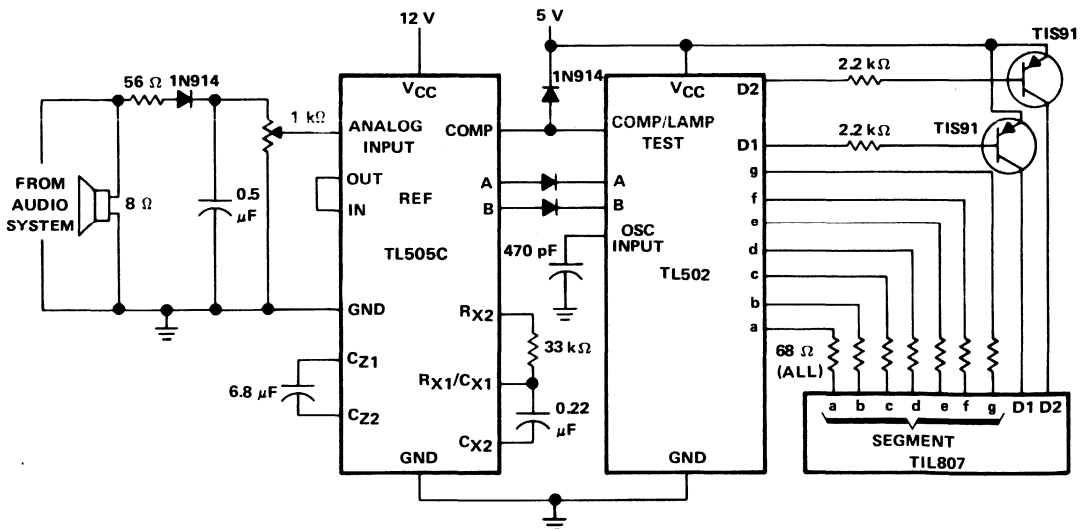 12 V
5 V
TIS91
56 Ω
1N914
1N914
2.2 kΩ
VCC
VCC
D2
1 kΩ
ANALOG
INPUT
COMP
COMP/LAMP
TEST
2.2 kΩ
TIS91
D1
FROM
AUDIO
SYSTEM
8 Ω
0.5
μF
OUT
IN
REF
A
B
A
B
g
f
e
d
c
b
a
OSC
INPUT
470 pF
TL505C
TL502
GND
RX2
33 kΩ
CZ1
6.8 μF
CZ2
RX1/CX1
0.22
μF
CX2
GND
GND
68 Ω
(ALL)
a b c d e f g D1 D2
SEGMENT
TIL807